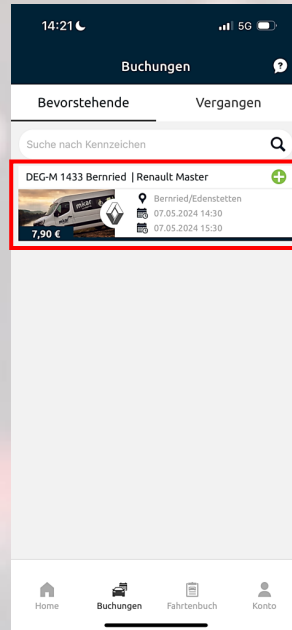 14:21 5G
Buchungen ?
Bevorstehende Vergangen
Suche nach Kennzeichen
DEG-M 1433 Bernried | Renault Master
mikar
Bernried/Edenstetten
07.05.2024 14:30
7,90 € 07.05.2024 15:30
Home Buchungen Fahrtenbuch Konto